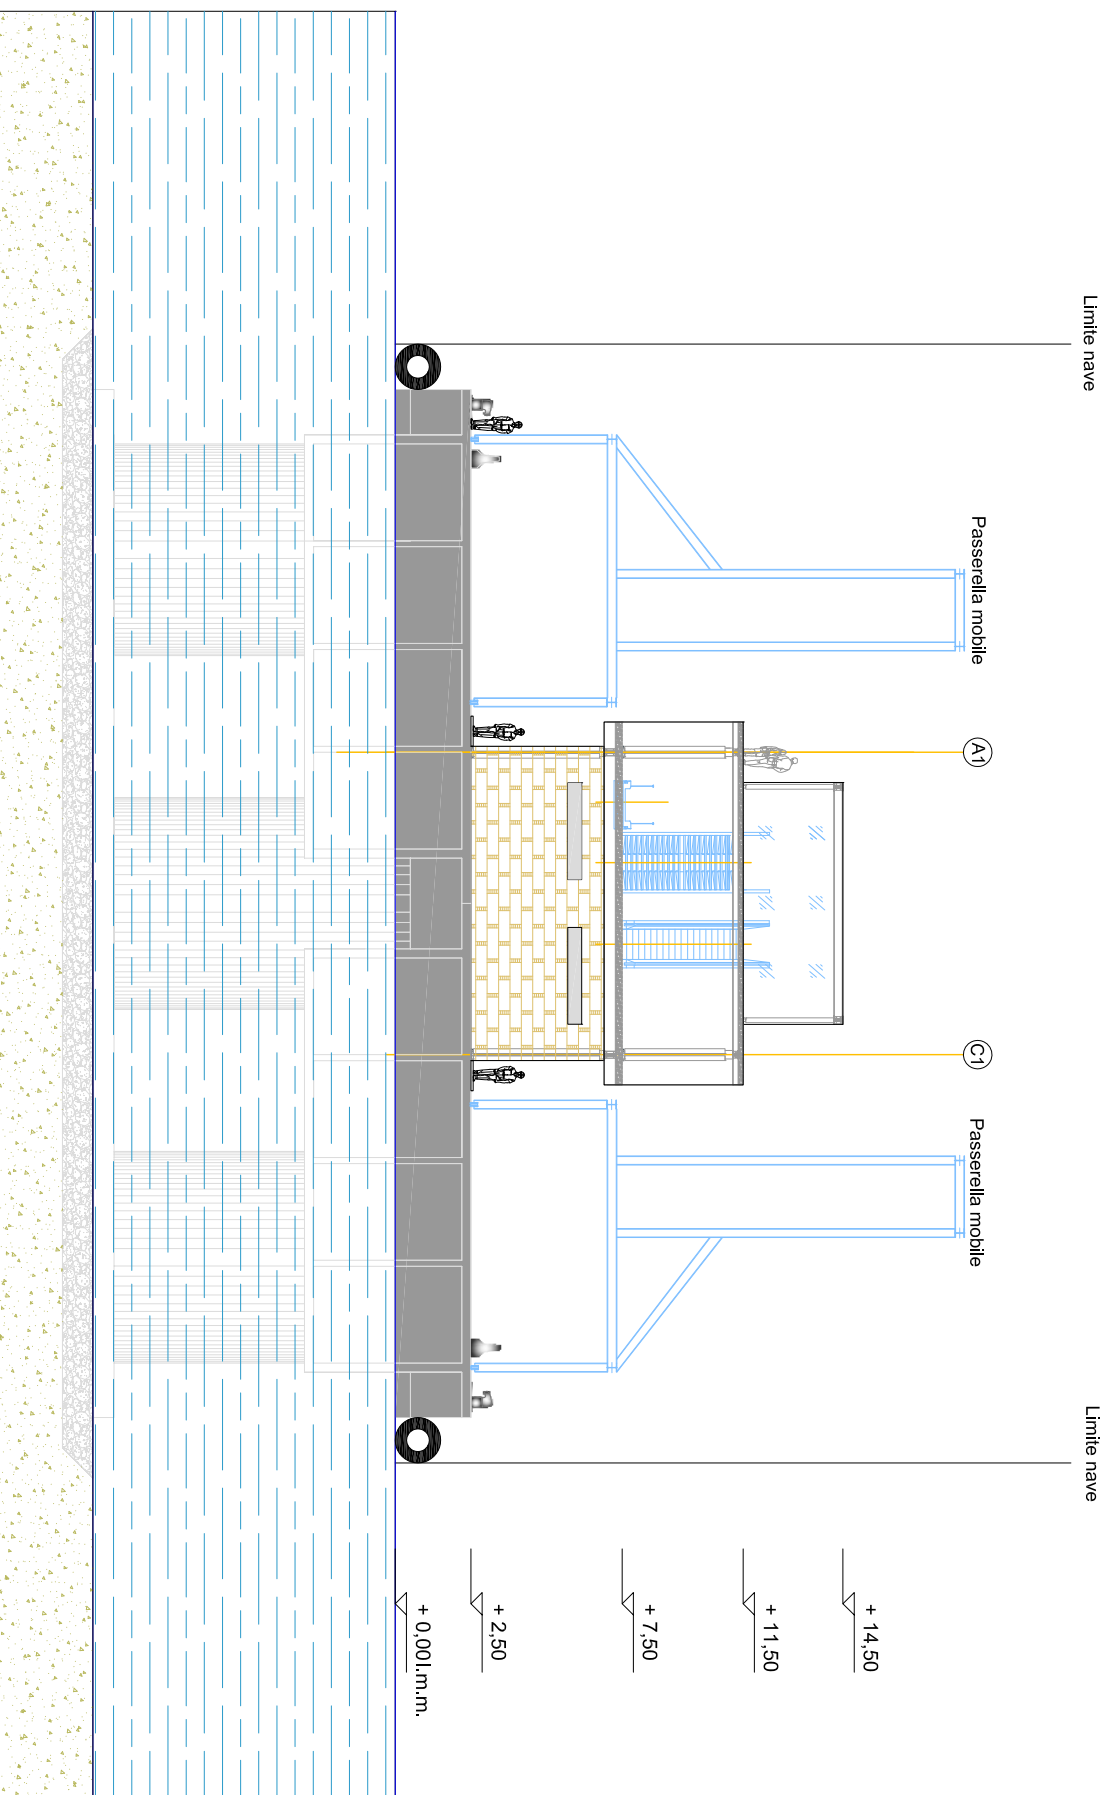 Limite nave
Passerella mobile
A1
C1
Passerella mobile
Limite nave
+ 14,50
+ 11,50
+ 7,50
+ 2,50
+ 0,00l.m.m.